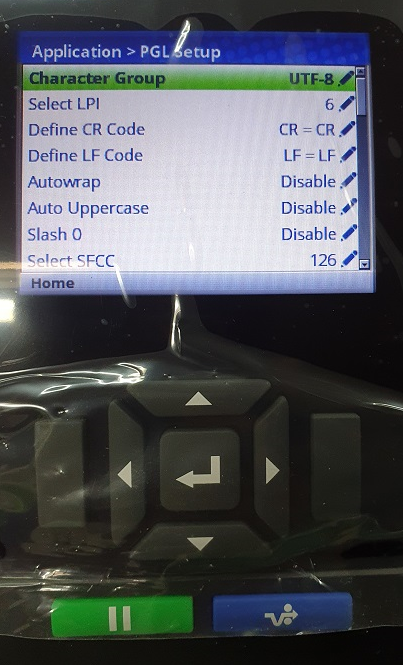 Application > PGL Setup
Character Group UTF-8
Select LPI 6
Define CR Code CR = CR
Define LF Code LF = LF
Autowrap Disable
Auto Uppercase Disable
Slash 0 Disable
Select SFCC 126
Home